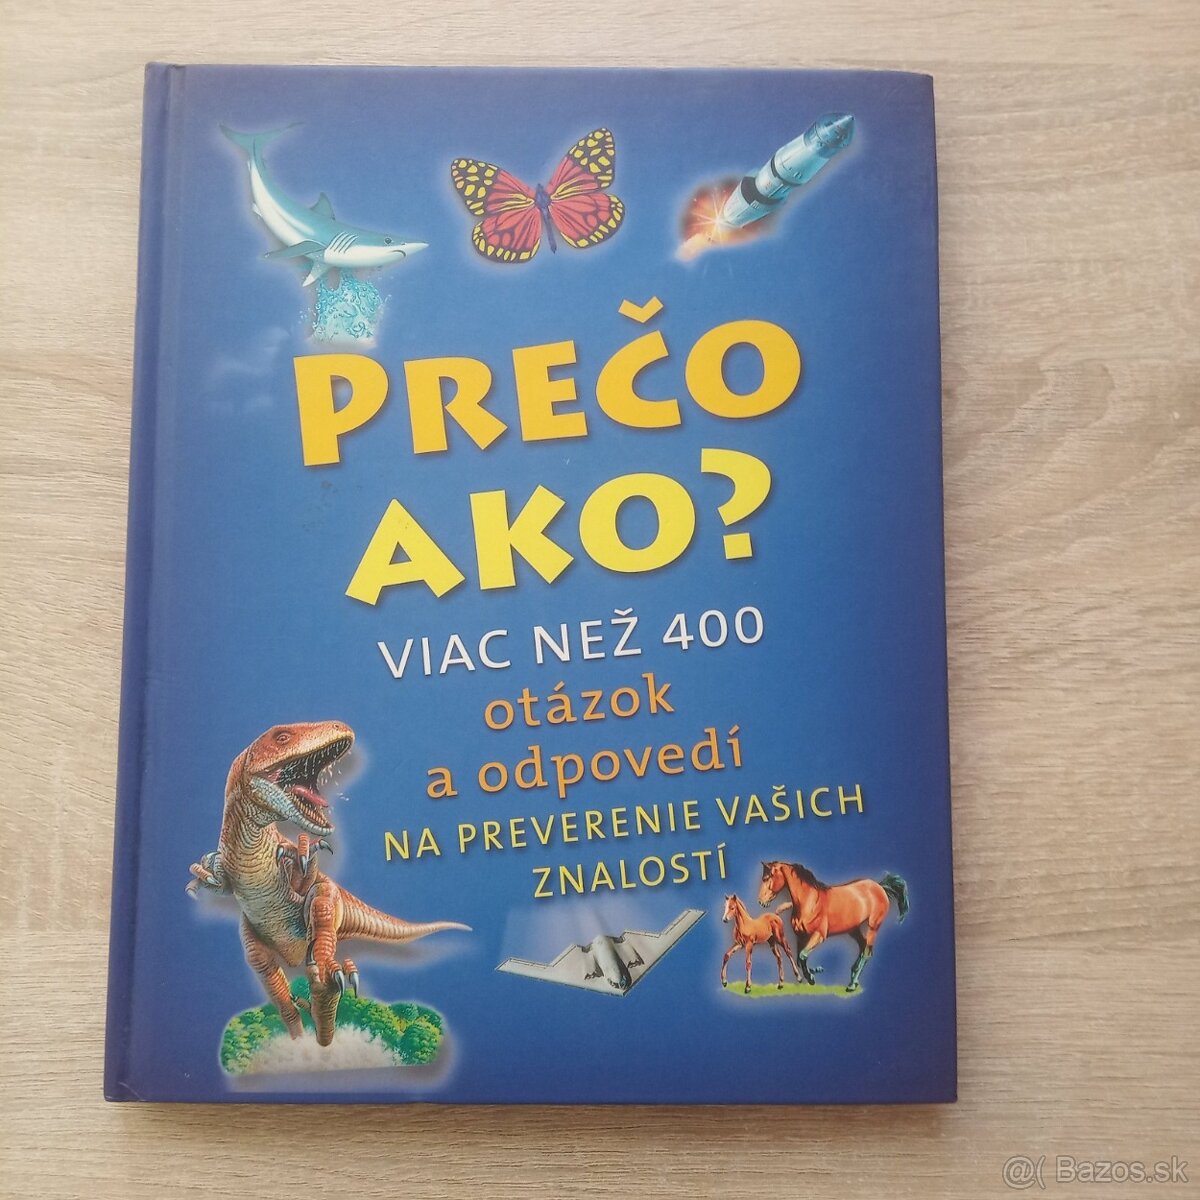 PREČO
AKO?
VIAC NEŽ 400
otázok
a odpovedí
NA PREVERENIE VAŠICH
ZNALOSTÍ
@( Bazos.sk